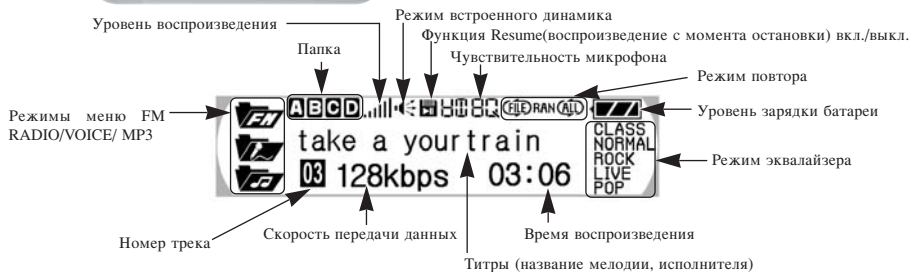 Режим встроенного динамика
Уровень воспроизведения
Функция Resume(воспроизведение с момента остановки) вкл./выкл.
Папка
Чувствительность микрофона
Режим повтора
Режимы меню FM
RADIO/VOICE/ MP3
Уровень зарядки батареи
FM
A B C D
FILE RAN ALL
take a yourtrain
03 128kbps 03:06
CLASS
NORMAL
ROCK
LIVE
POP
Режим эквалайзера
Номер трека
Скорость передачи данных
Время воспроизведения
Титры (название мелодии, исполнителя)